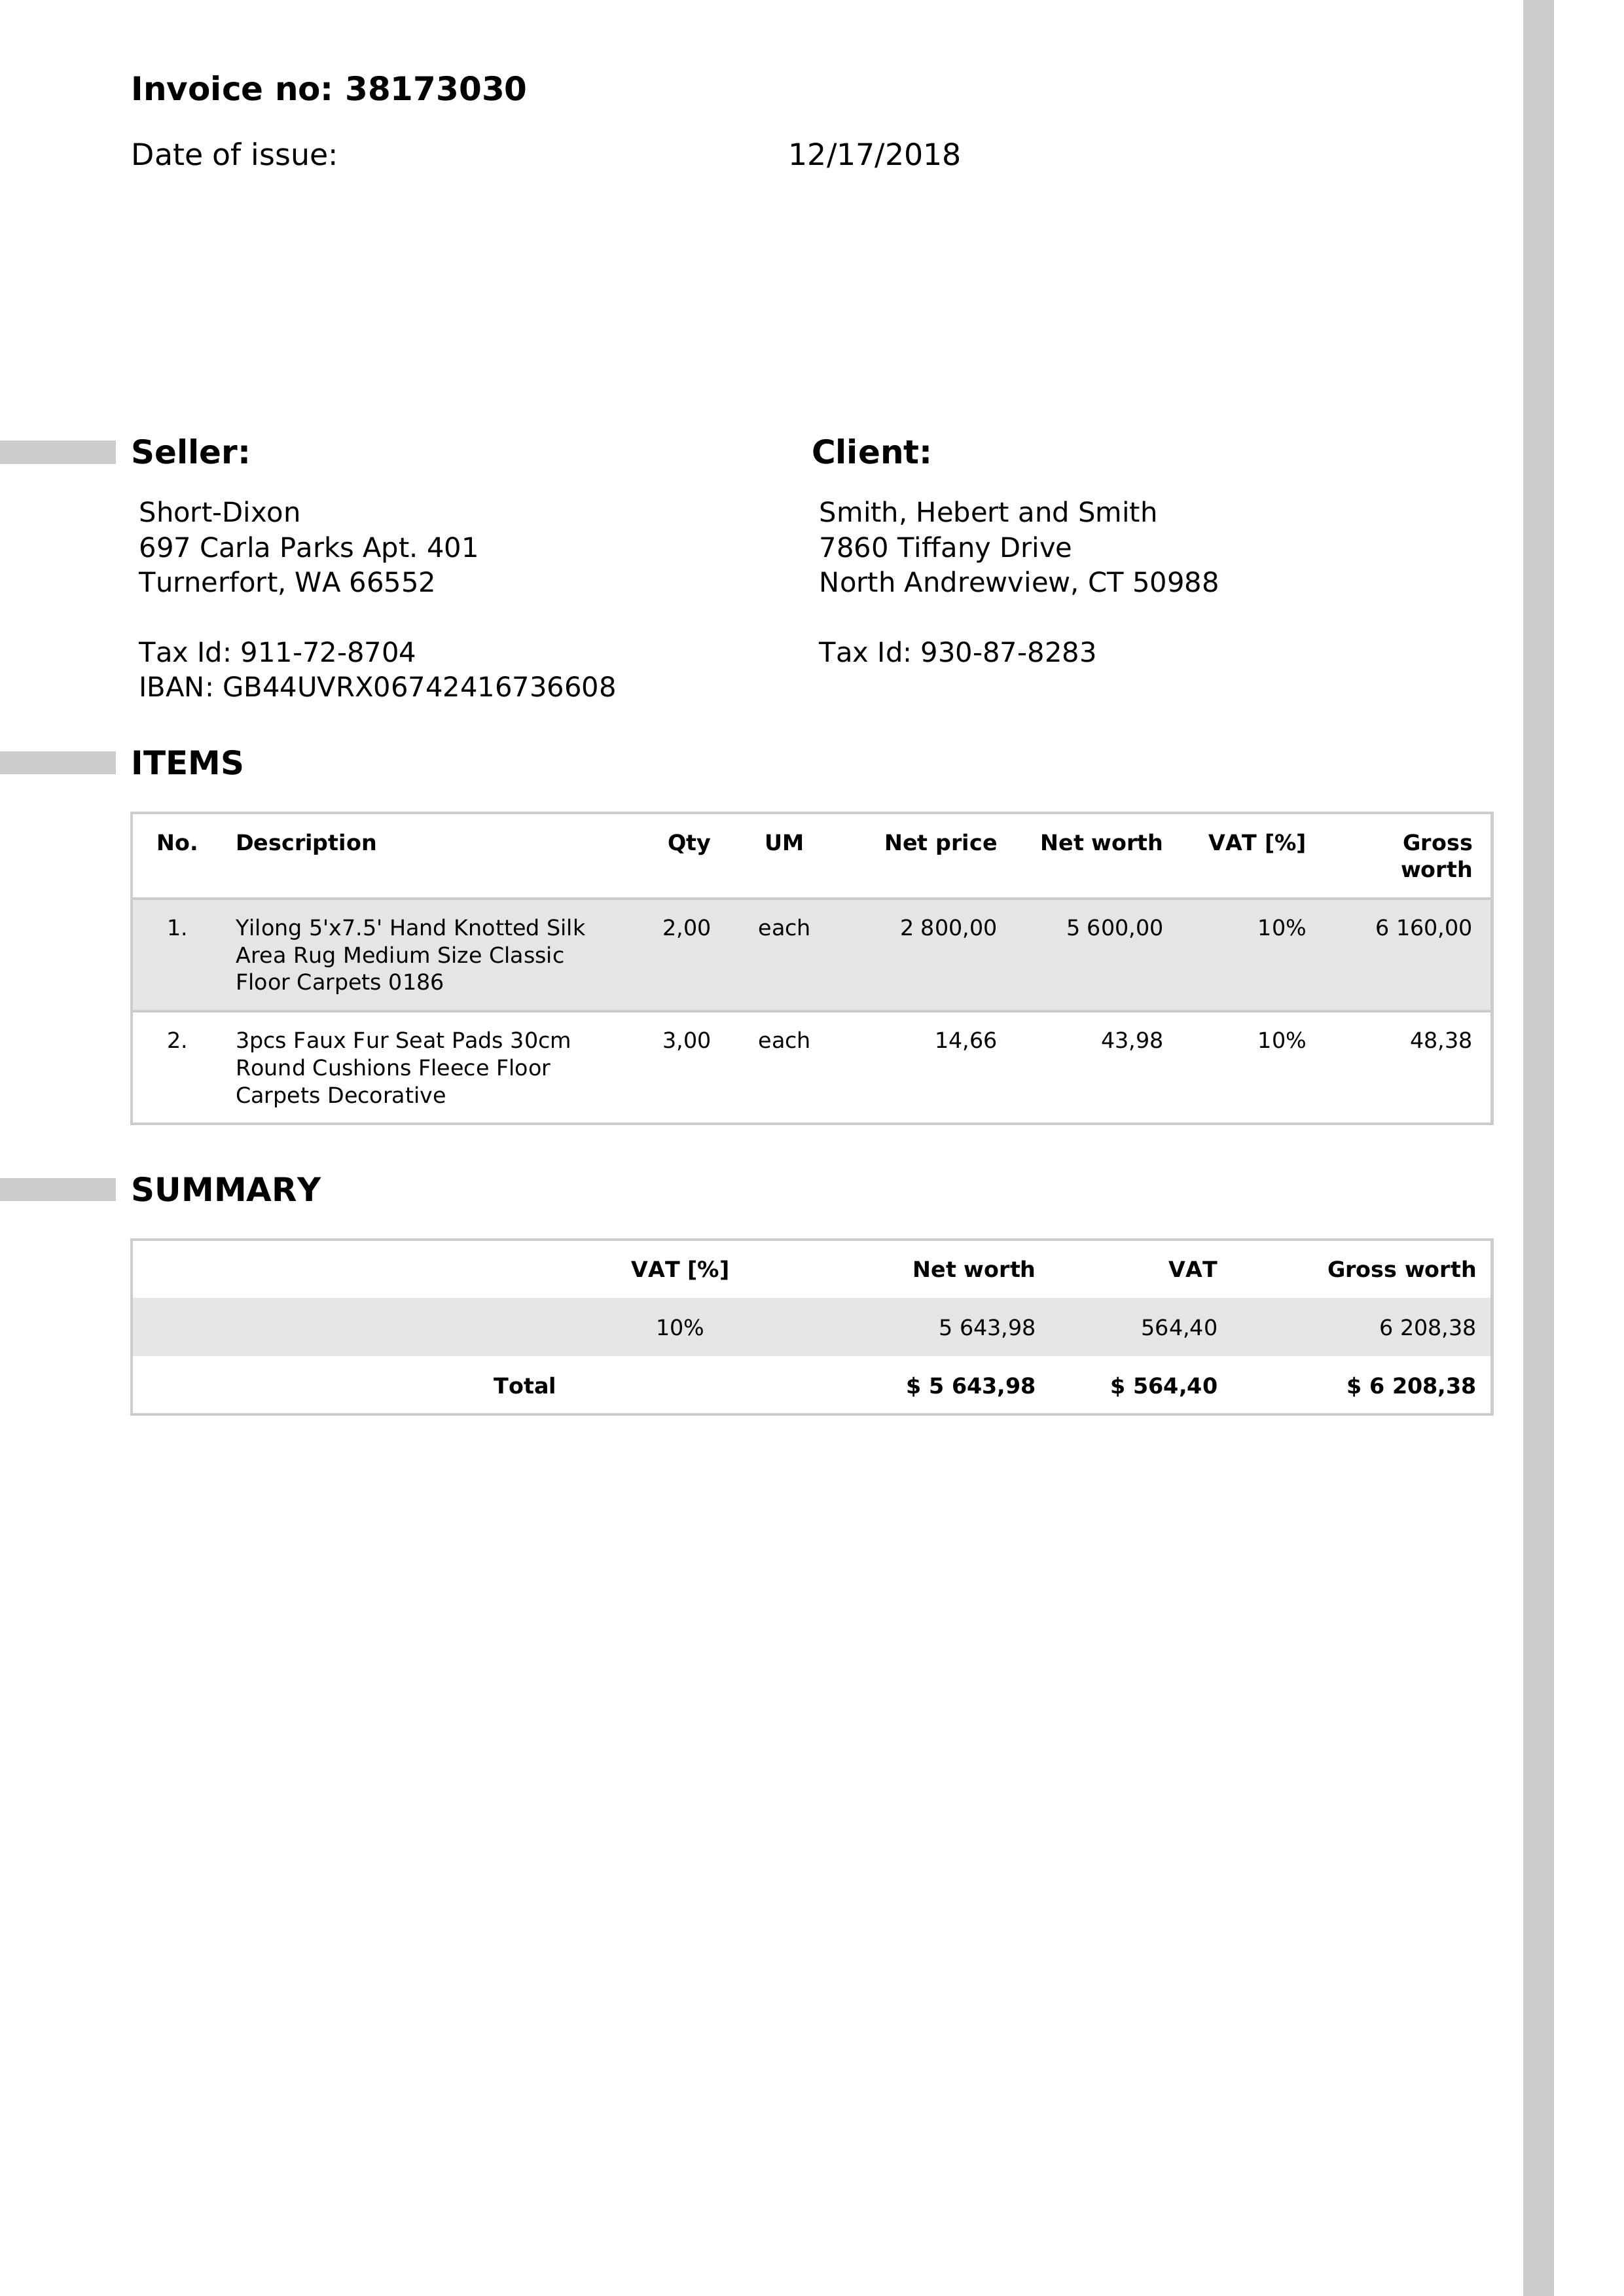 Invoice no: 38173030
Date of issue: 12/17/2018
Seller:
Short-Dixon
697 Carla Parks Apt. 401
Turnerfort, WA 66552
Tax Id: 911-72-8704
IBAN: GB44UVRX06742416736608
Client:
Smith, Hebert and Smith
7860 Tiffany Drive
North Andrewview, CT 50988
Tax Id: 930-87-8283
ITEMS
No. Description Qty UM Net price Net worth VAT [%] Gross
worth
1. Yilong 5'x7.5' Hand Knotted Silk 2,00 each 2 800,00 5 600,00 10% 6 160,00
Area Rug Medium Size Classic
Floor Carpets 0186
2. 3pcs Faux Fur Seat Pads 30cm 3,00 each 14,66 43,98 10% 48,38
Round Cushions Fleece Floor
Carpets Decorative
SUMMARY
VAT [%] Net worth VAT Gross worth
10% 5 643,98 564,40 6 208,38
Total $ 5 643,98 $ 564,40 $ 6 208,38